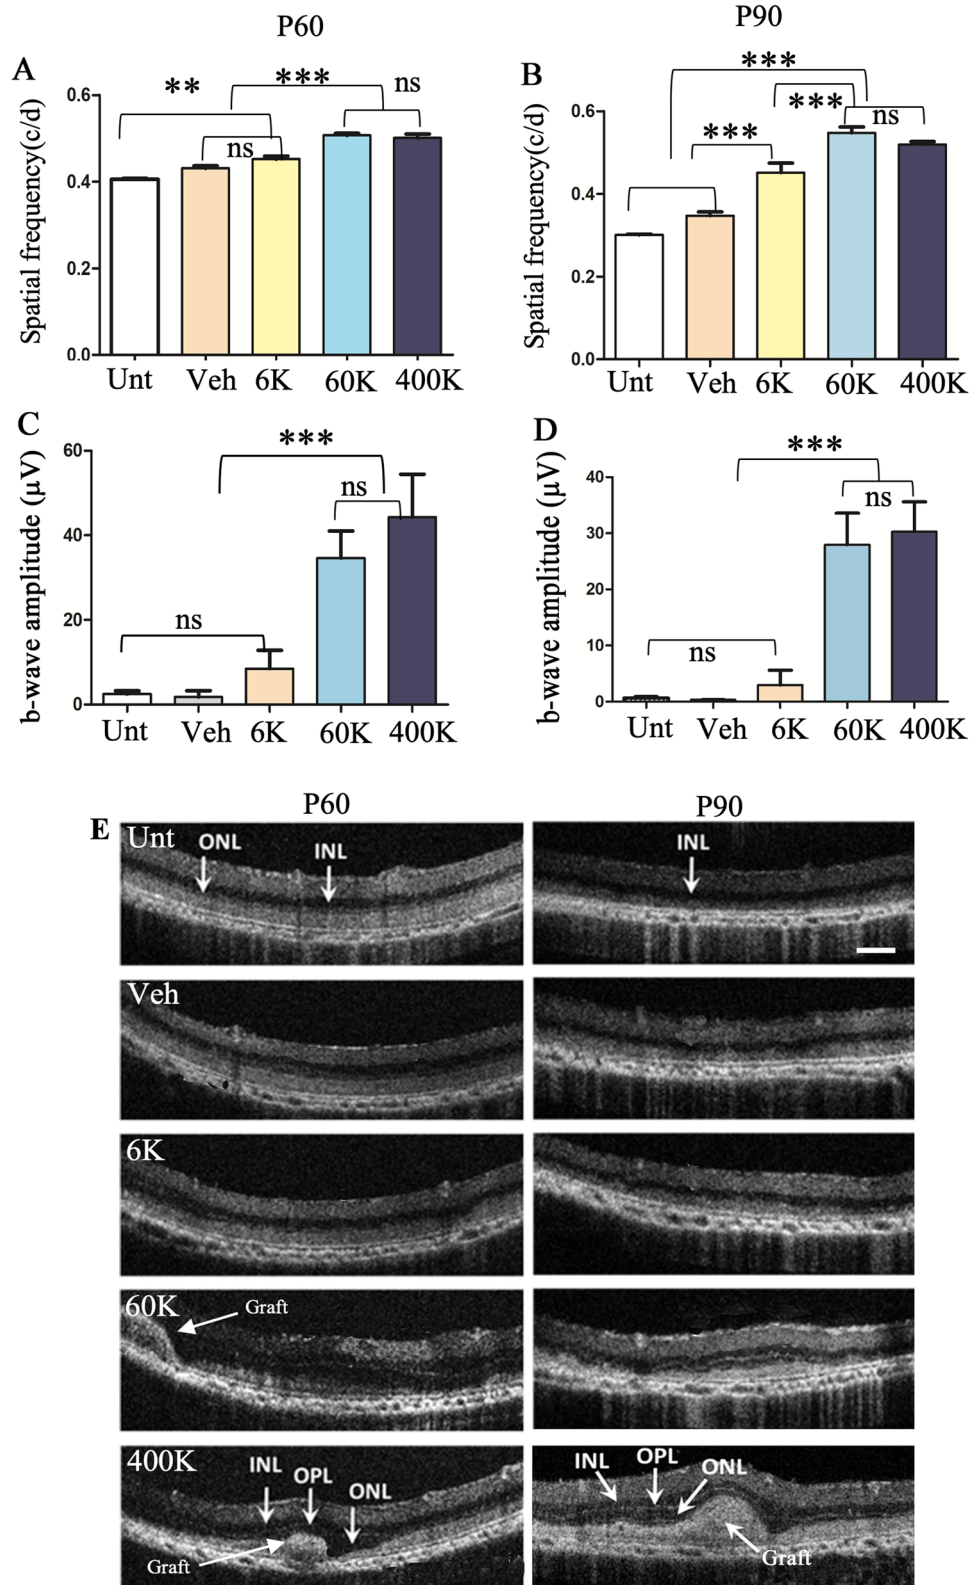 P60
P90
A
Spatial frequency(c/d)
0.6
0.4
0.2
0.0
**
***
ns
ns
Unt
Veh
6K
60K
400K
B
Spatial frequency(c/d)
0.6
0.4
0.2
0.0
***
***
***
ns
Unt
Veh
6K
60K
400K
C
b-wave amplitude (µV)
60
40
20
0
***
ns
ns
Unt
Veh
6K
60K
400K
D
b-wave amplitude (µV)
40
30
20
10
0
***
ns
ns
Unt
Veh
6K
60K
400K
P60
P90
E
Unt
ONL
INL
INL
Veh
6K
60K
Graft
400K
INL
OPL
ONL
Graft
INL
OPL
ONL
Graft